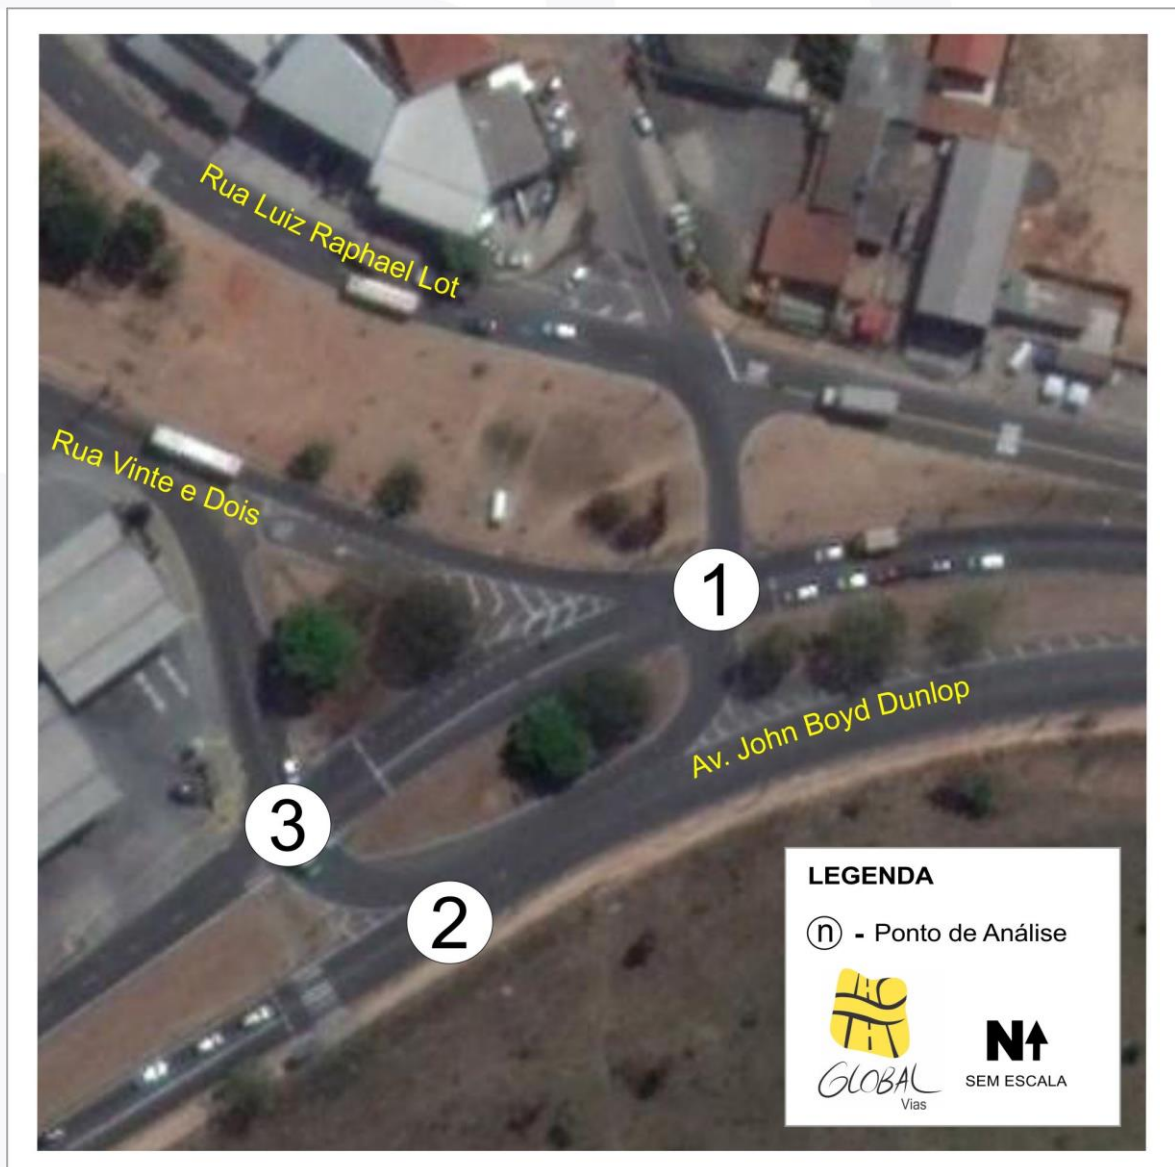 Rua Luiz Raphael Lot
Rua Vinte e Dois
1
Av. John Boyd Dunlop
3
2
LEGENDA
n - Ponto de Análise
GLOBAL
Vias
N
SEM ESCALA